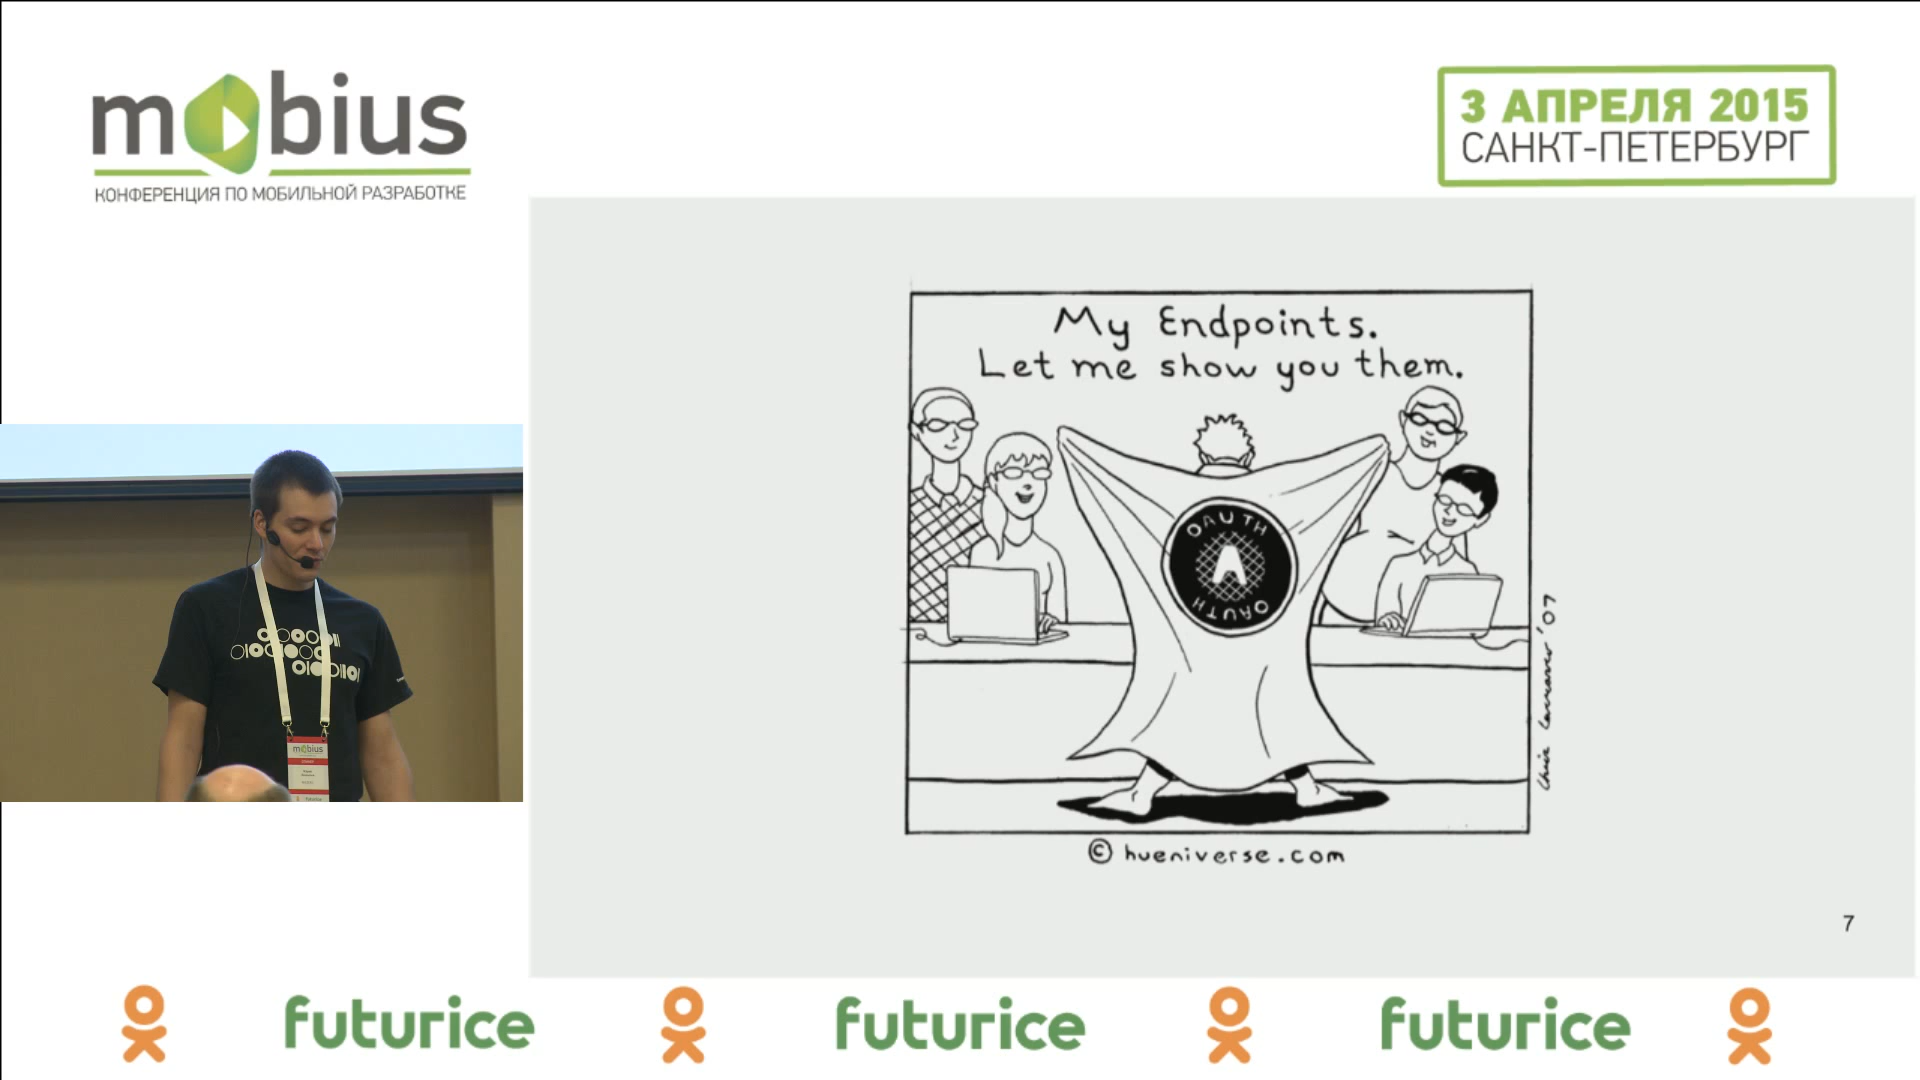 mobius
КОНФЕРЕНЦИЯ ПО МОБИЛЬНОЙ РАЗРАБОТКЕ
3 АПРЕЛЯ 2015
САНКТ-ПЕТЕРБУРГ
My Endpoints.
Let me show you them.
OAUTH
A
OAUTH
'07
© hueniverse.com
7
mobius
futurice futurice futurice